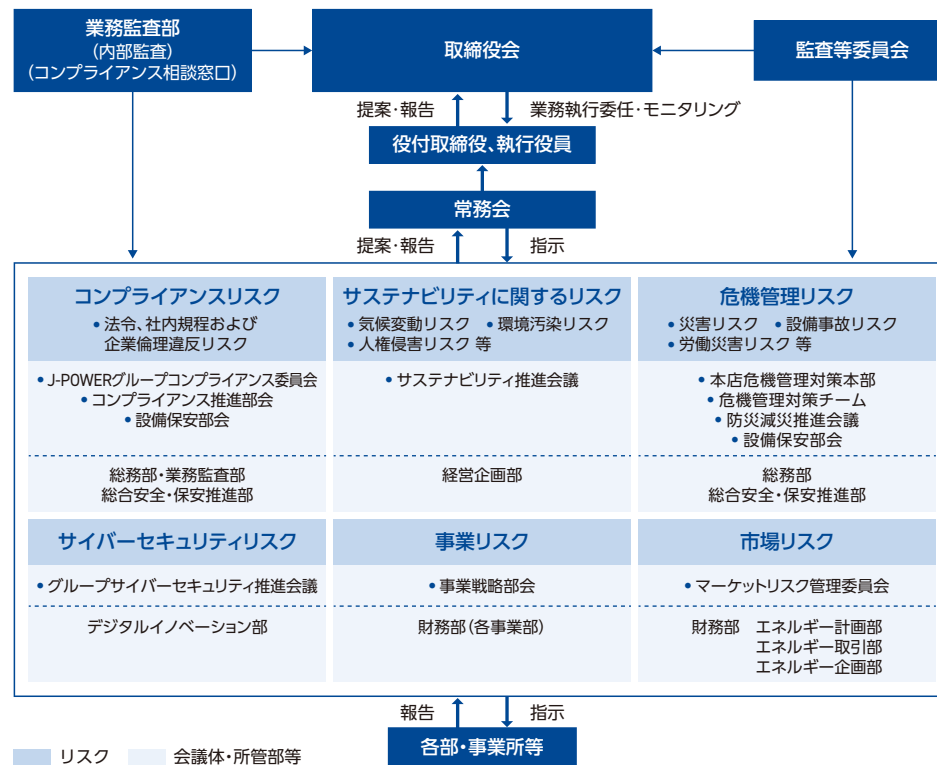 業務監査部
(内部監査)
(コンプライアンス相談窓口)
取締役会
監査等委員会
提案・報告
業務執行委任・モニタリング
役付取締役、執行役員
常務会
提案・報告
指示
コンプライアンスリスク
• 法令、社内規程および
企業倫理違反リスク
• J-POWERグループコンプライアンス委員会
• コンプライアンス推進部会
• 設備保安部会
総務部・業務監査部
総合安全・保安推進部
サステナビリティに関するリスク
• 気候変動リスク • 環境汚染リスク
• 人権侵害リスク 等
• サステナビリティ推進会議
経営企画部
危機管理リスク
• 災害リスク • 設備事故リスク
• 労働災害リスク 等
• 本店危機管理対策本部
• 危機管理対策チーム
• 防災減災推進会議
• 設備保安部会
総務部
総合安全・保安推進部
サイバーセキュリティリスク
• グループサイバーセキュリティ推進会議
デジタルイノベーション部
事業リスク
• 事業戦略部会
財務部(各事業部)
市場リスク
• マーケットリスク管理委員会
財務部 エネルギー計画部
エネルギー取引部
エネルギー企画部
報告
指示
各部・事業所等
リスク
会議体・所管部等